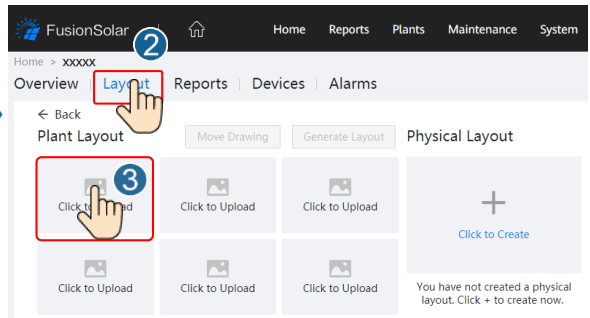 FusionSolar
Home Reports Plants Maintenance System
2
Home > xxxxx
Overview Layout Reports Devices Alarms
← Back
Plant Layout Move Drawing Generate Layout Physical Layout
3
Click to Upload Click to Upload Click to Upload
Click to Create
Click to Upload Click to Upload Click to Upload
You have not created a physical
layout. Click + to create now.